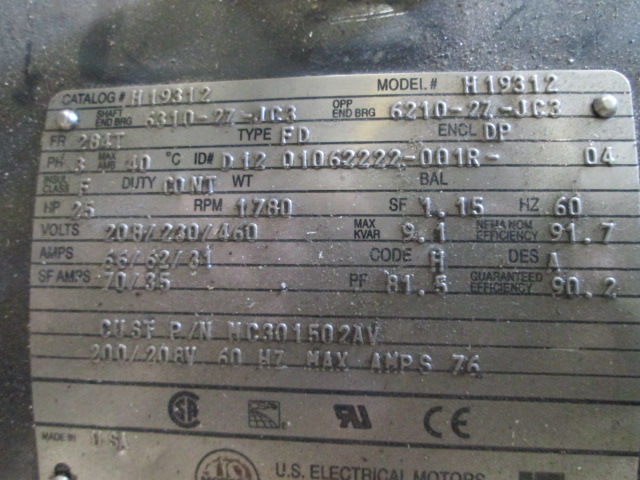 CATALOG # H19312 MODEL # H19312
SHAFT END BRG 6310-2Z-JC3 OPP END BRG 6210-2Z-JC3
FR 284T TYPE FD ENCL DP
PH 3 MAX AMB 40 °C ID# D12 01062222-001R- 04
INSUL CLASS F DUTY CONT WT BAL
HP 25 RPM 1780 SF 1.15 HZ 60
VOLTS 208/230/460 MAX KVAR 9.1 NEMA NOM EFFICIENCY 91.7
AMPS 66/62/31 CODE H DES A
SF AMPS 70/35 PF 81.5 GUARANTEED EFFICIENCY 90.2
CUST P/N MC301502AV
200/208V 60 HZ MAX AMPS 76
SA CE
MADE IN USA
U.S. ELECTRICAL MOTORS